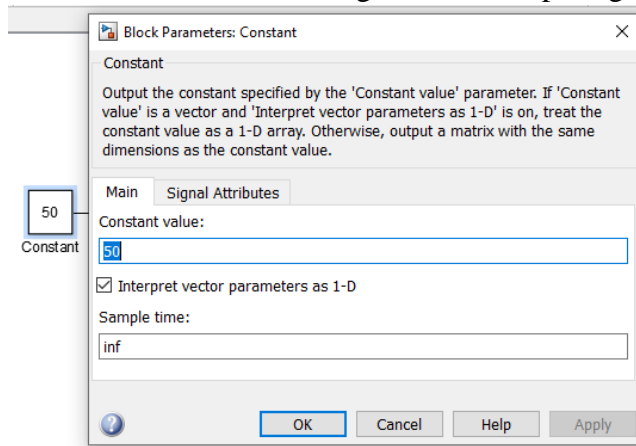 Block Parameters: Constant
Constant
Output the constant specified by the 'Constant value' parameter. If 'Constant
value' is a vector and 'Interpret vector parameters as 1-D' is on, treat the
constant value as a 1-D array. Otherwise, output a matrix with the same
dimensions as the constant value.
Main Signal Attributes
50
Constant
Constant value:
50
Interpret vector parameters as 1-D
Sample time:
inf
OK Cancel Help Apply